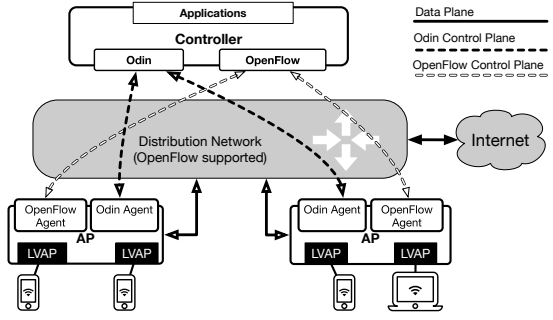 Applications
Controller
Odin
OpenFlow
Data Plane
Odin Control Plane
OpenFlow Control Plane
Distribution Network
(OpenFlow supported)
Internet
OpenFlow
Agent
Odin Agent
AP
LVAP
LVAP
Odin Agent
OpenFlow
Agent
AP
LVAP
LVAP